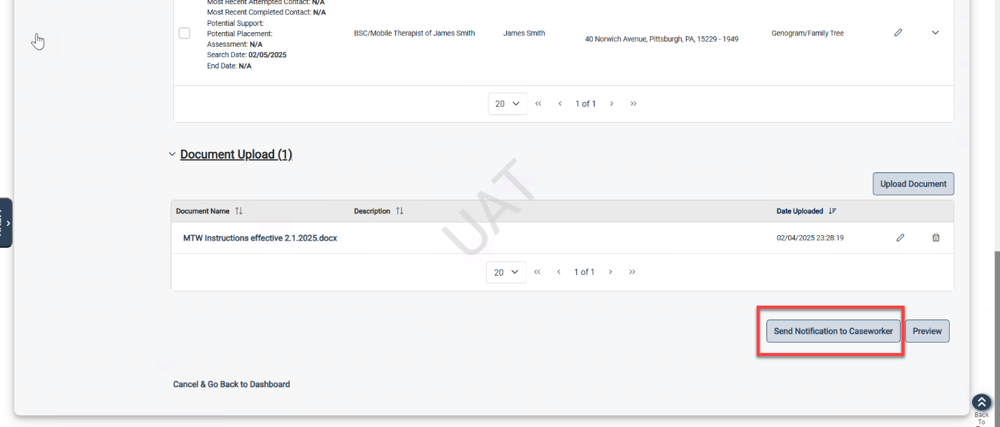 Most Recent Attempted Contact: N/A
Most Recent Completed Contact: N/A
Potential Support:
Potential Placement:
Assessment: N/A
Search Date: 02/05/2025
End Date: N/A
BSC/Mobile Therapist of James Smith
James Smith
40 Norwich Avenue, Pittsburgh, PA, 15229 - 1949
Genogram/Family Tree
20
1 of 1
Document Upload (1)
Upload Document
Document Name
Description
Date Uploaded
MTW Instructions effective 2.1.2025.docx
02/04/2025 23:28:19
UAT
20
1 of 1
Send Notification to Caseworker
Preview
Cancel & Go Back to Dashboard
Back
To